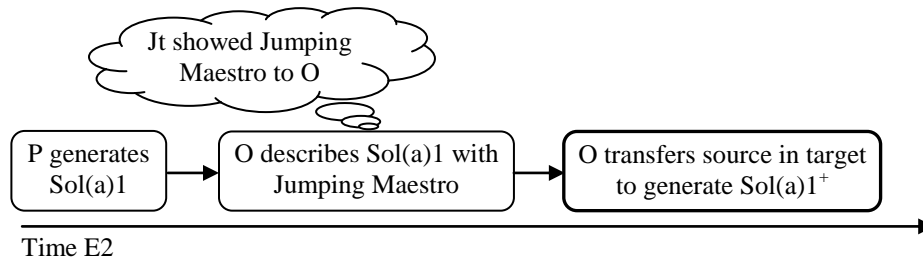 Jt showed Jumping
Maestro to O
P generates
Sol(a)1
O describes Sol(a)1 with
Jumping Maestro
O transfers source in target
to generate Sol(a)1⁺
Time E2